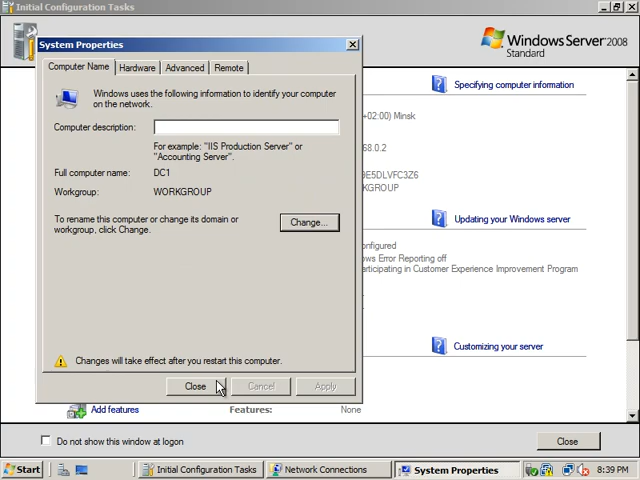 Initial Configuration Tasks
Windows Server 2008
Standard
System Properties
Computer Name
Hardware
Advanced
Remote
Windows uses the following information to identify your computer
on the network.
Computer description:
For example: "IIS Production Server" or
"Accounting Server".
Full computer name:
DC1
Workgroup:
WORKGROUP
To rename this computer or change its domain or
workgroup, click Change.
Change...
Changes will take effect after you restart this computer.
Close
Cancel
Apply
Specifying computer information
+02:00) Minsk
68.0.2
9E5DLVFC3Z6
KGROUP
Updating your Windows server
onfigured
ows Error Reporting off
articipating in Customer Experience Improvement Program
Customizing your server
Add features
Features:
None
Do not show this window at logon
Close
Start
Initial Configuration Tasks
Network Connections
System Properties
8:39 PM